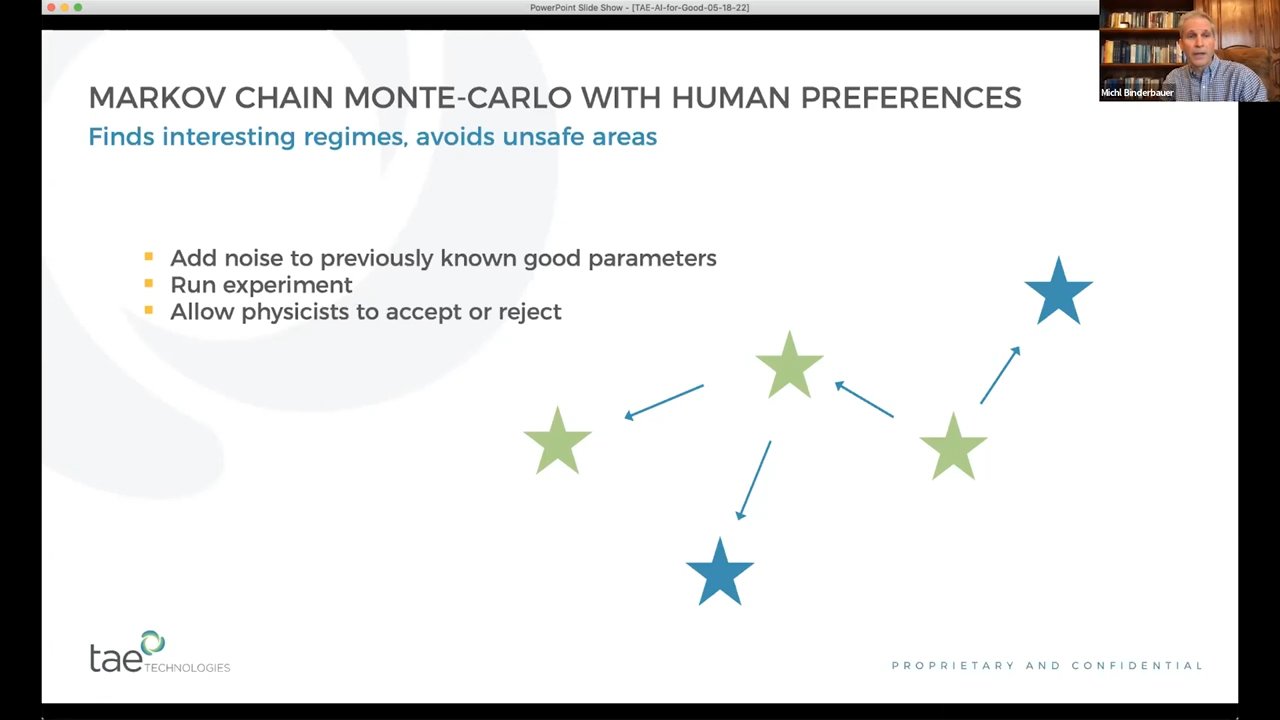 PowerPoint Slide Show - [TAE-AI-for-Good-05-18-22]
MARKOV CHAIN MONTE-CARLO WITH HUMAN PREFERENCES
Finds interesting regimes, avoids unsafe areas
Michl Binderbauer
Add noise to previously known good parameters
Run experiment
Allow physicists to accept or reject
tae TECHNOLOGIES
PROPRIETARY AND CONFIDENTIAL